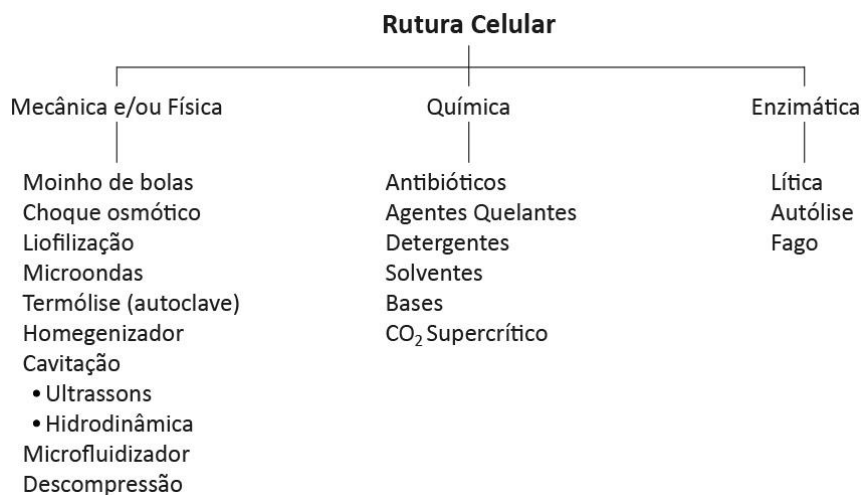 Rutura Celular
Mecânica e/ou Física
Química
Enzimática
Moinho de bolas
Choque osmótico
Liofilização
Microondas
Termólise (autoclave)
Homegenizador
Cavitação
• Ultrassons
• Hidrodinâmica
Microfluidizador
Descompressão
Antibióticos
Agentes Quelantes
Detergentes
Solventes
Bases
CO₂ Supercrítico
Lítica
Autólise
Fago